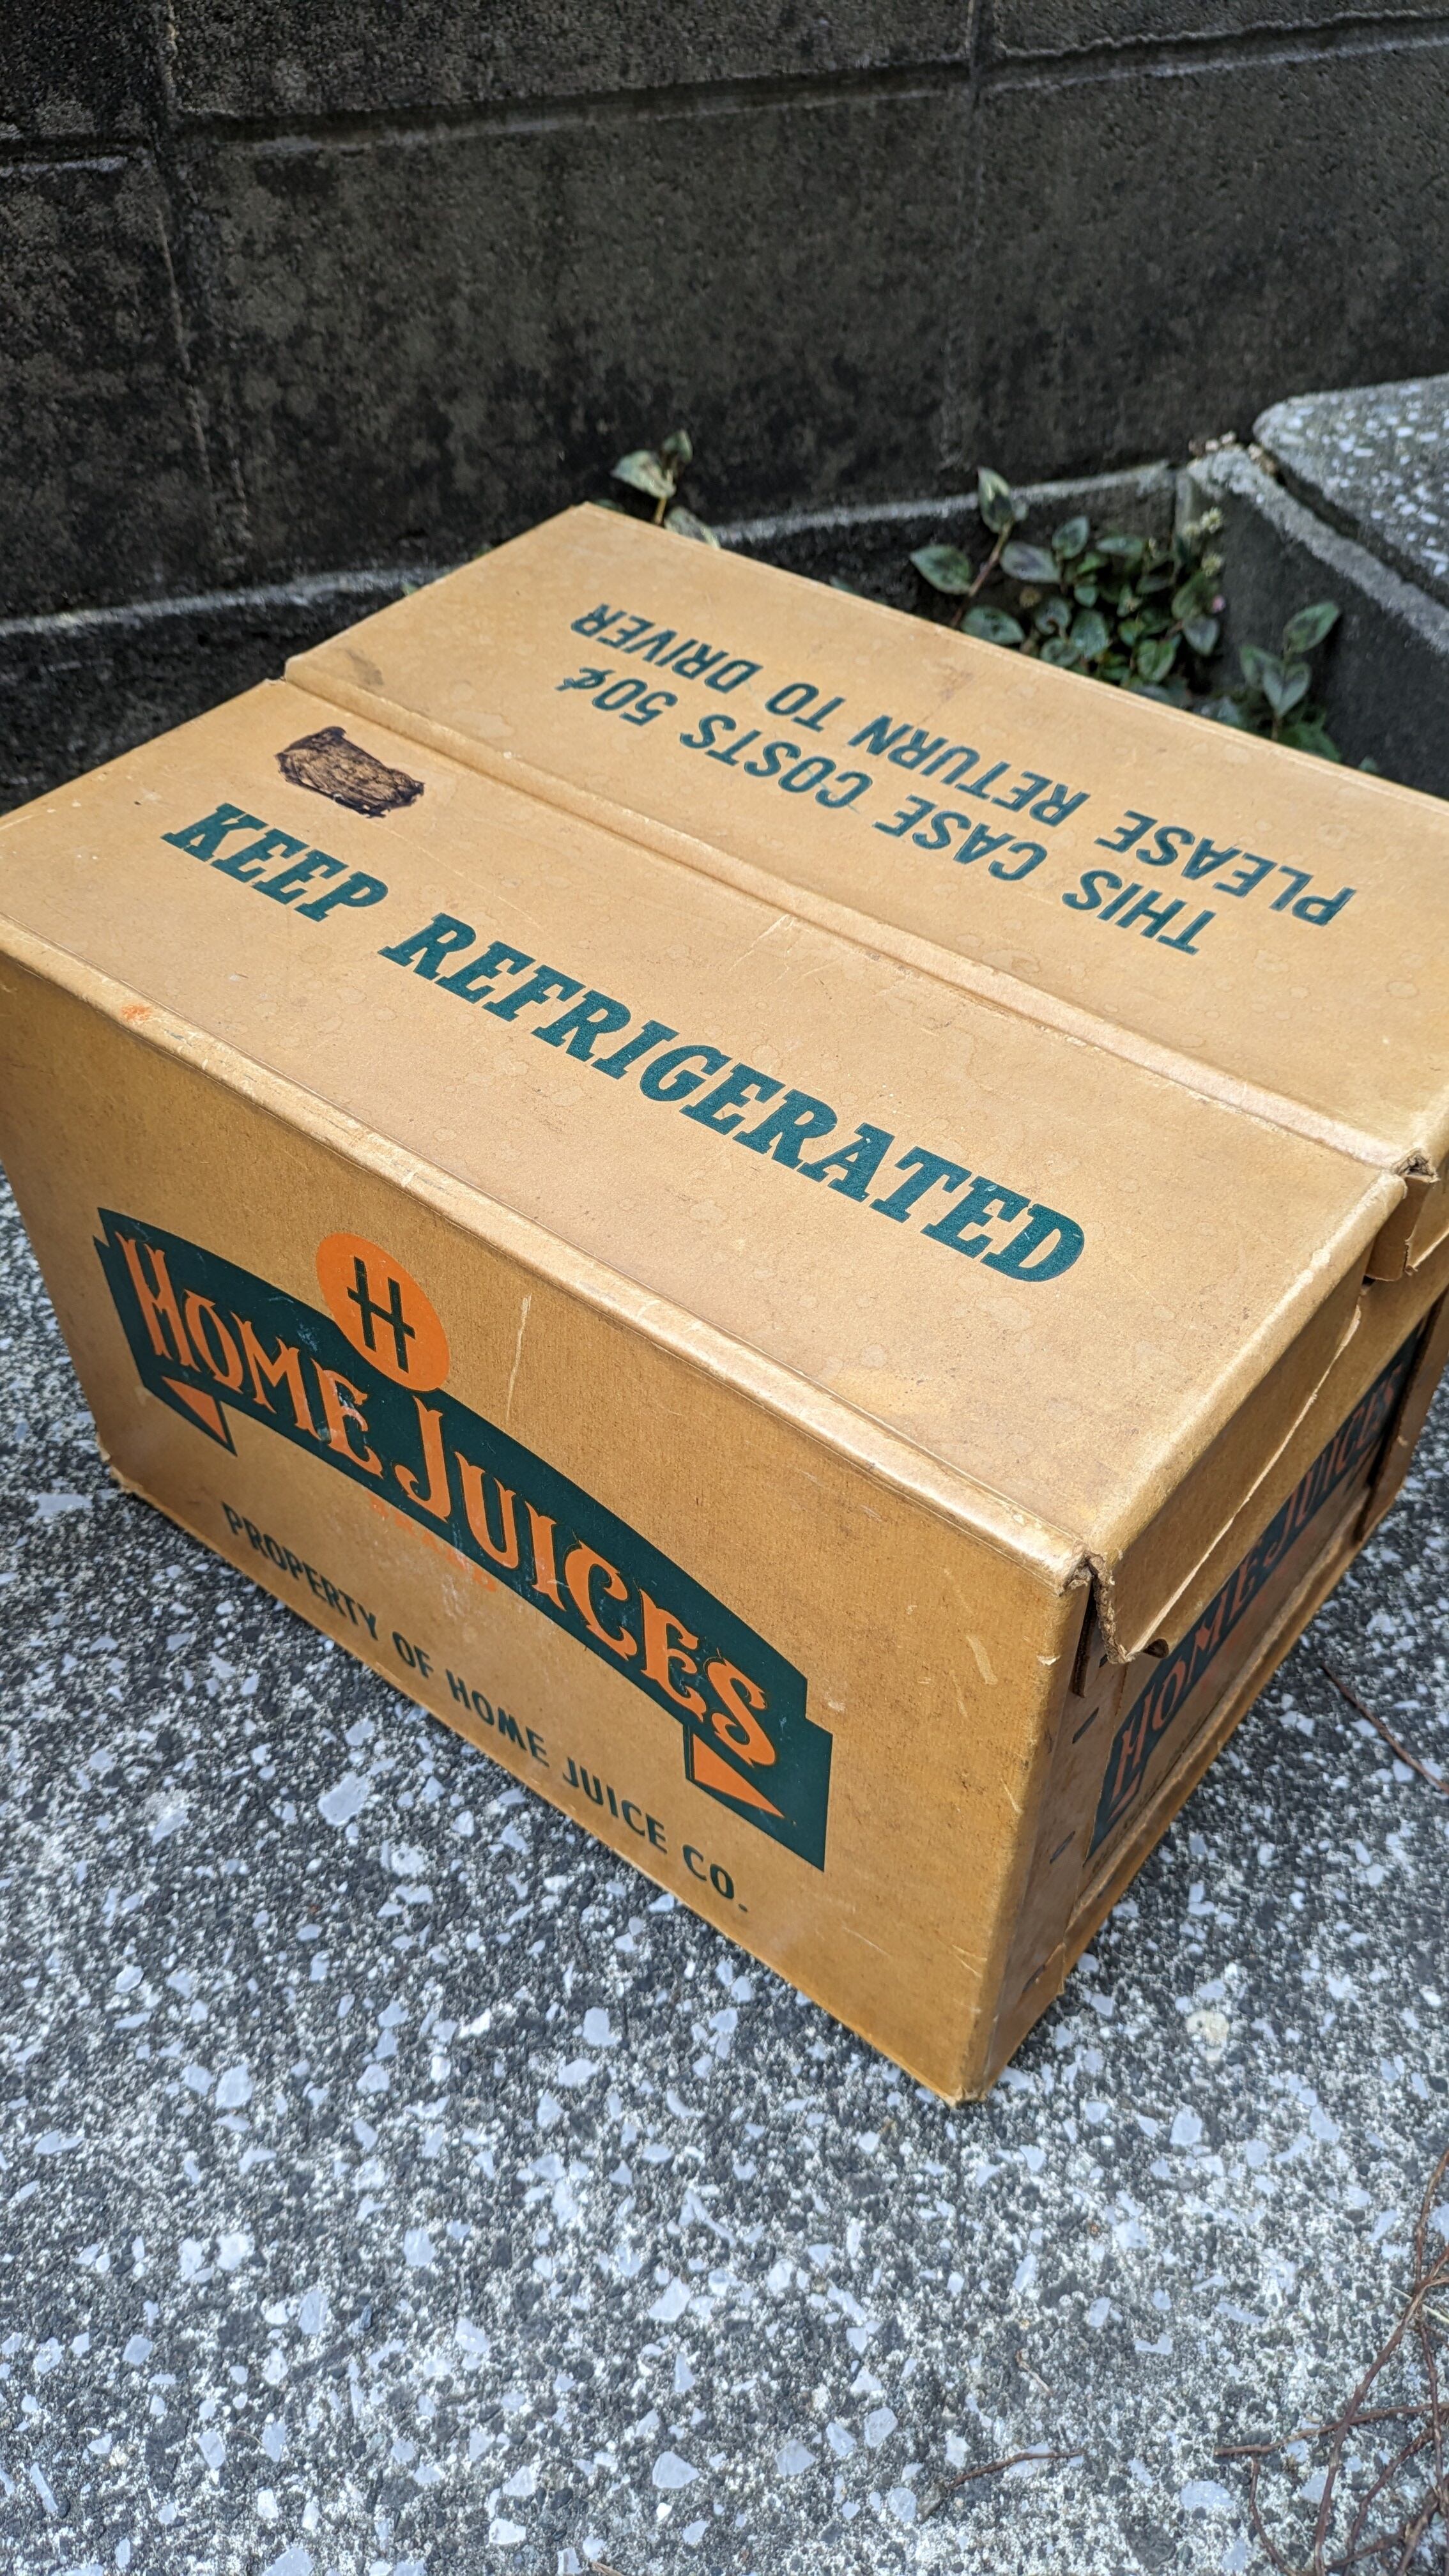 THIS CASE COSTS 50¢
PLEASE RETURN TO DRIVER
KEEP REFRIGERATED
H
HOME JUICES
PROPERTY OF HOME JUICE CO.
HOME JUICES